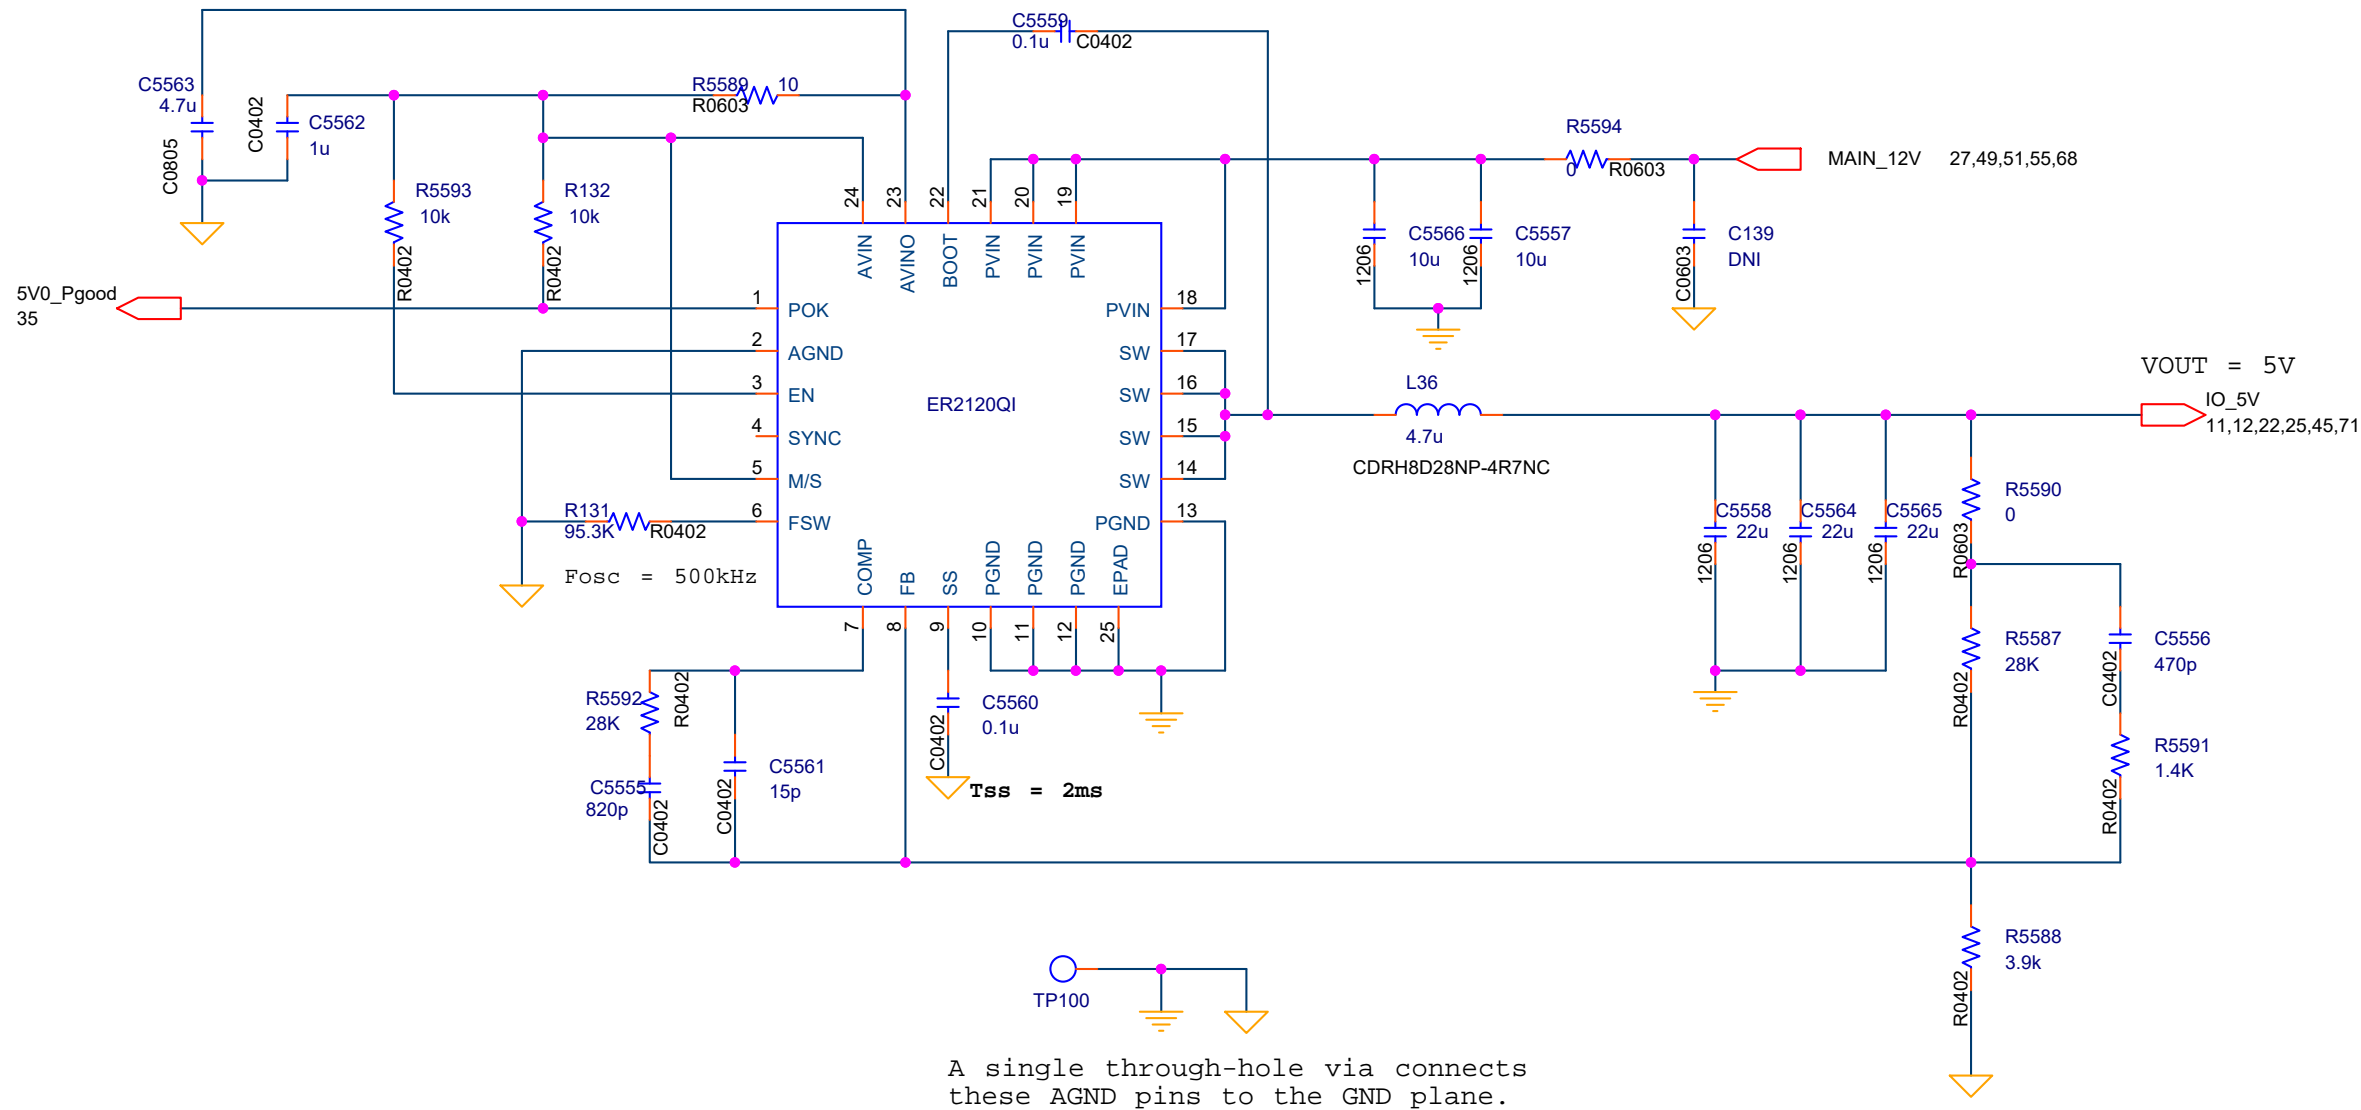 C5559
0.1u
C0402
C5563
4.7u
C0805
C0402
C5562
1u
R5589
10
R0603
R5593
10k
R0402
R132
10k
R0402
R5594
0
R0603
MAIN_12V
27,49,51,55,68
C5566
10u
1206
C5557
10u
1206
C139
DNI
C0603
24
23
22
21
20
19
AVIN
AVINO
BOOT
PVIN
PVIN
PVIN
5V0_Pgood
35
1
POK
2
AGND
3
EN
4
SYNC
5
M/S
6
FSW
ER2120QI
PVIN
18
SW
17
SW
16
SW
15
SW
14
PGND
13
R131
95.3K
R0402
Fosc = 500kHz
COMP
FB
SS
PGND
PGND
PGND
EPAD
7
8
9
10
11
12
25
L36
4.7u
CDRH8D28NP-4R7NC
VOUT = 5V
IO_5V
11,12,22,25,45,71
C5558
22u
1206
C5564
22u
1206
C5565
22u
1206
R5590
0
R0603
R5587
28K
R0402
C5556
470p
C0402
R5591
1.4K
R0402
R5592
28K
R0402
C5555
820p
C0402
C5561
15p
C0402
C5560
0.1u
C0402
Tss = 2ms
R5588
3.9k
R0402
TP100
A single through-hole via connects
these AGND pins to the GND plane.